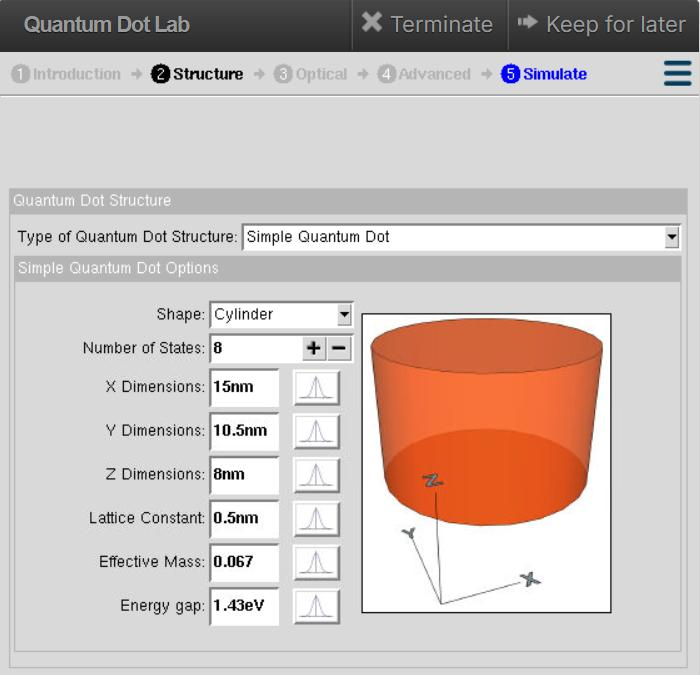 Quantum Dot Lab
Terminate
Keep for later
1 Introduction → 2 Structure → 3 Optical → 4 Advanced → 5 Simulate
Quantum Dot Structure
Type of Quantum Dot Structure: Simple Quantum Dot
Simple Quantum Dot Options
Shape: Cylinder
Number of States: 8 + −
X Dimensions: 15nm
Y Dimensions: 10.5nm
Z Dimensions: 8nm
Lattice Constant: 0.5nm
Effective Mass: 0.067
Energy gap: 1.43eV
Z
Y
X